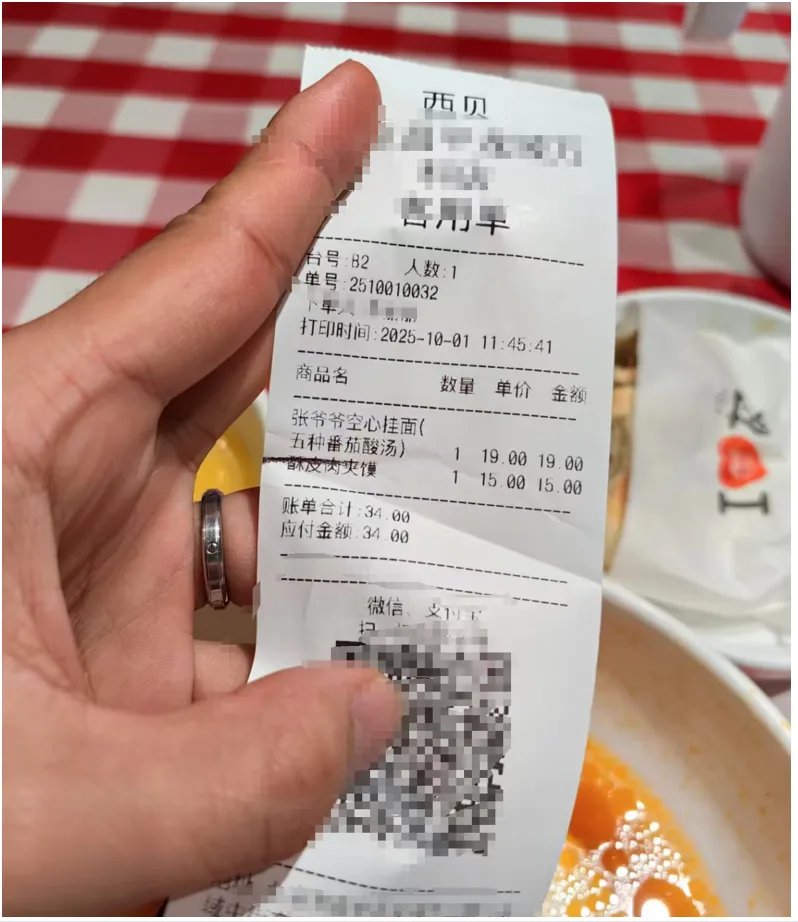 西贝
客用单
台号:B2 人数:1
单号:2510010032
下单人
打印时间:2025-10-01 11:45:41
商品名 数量 单价 金额
张爷爷空心挂面(
五种番茄酸汤) 1 19.00 19.00
酥皮肉夹馍 1 15.00 15.00
账单合计:34.00
应付金额:34.00
微信、支付宝
扫
I